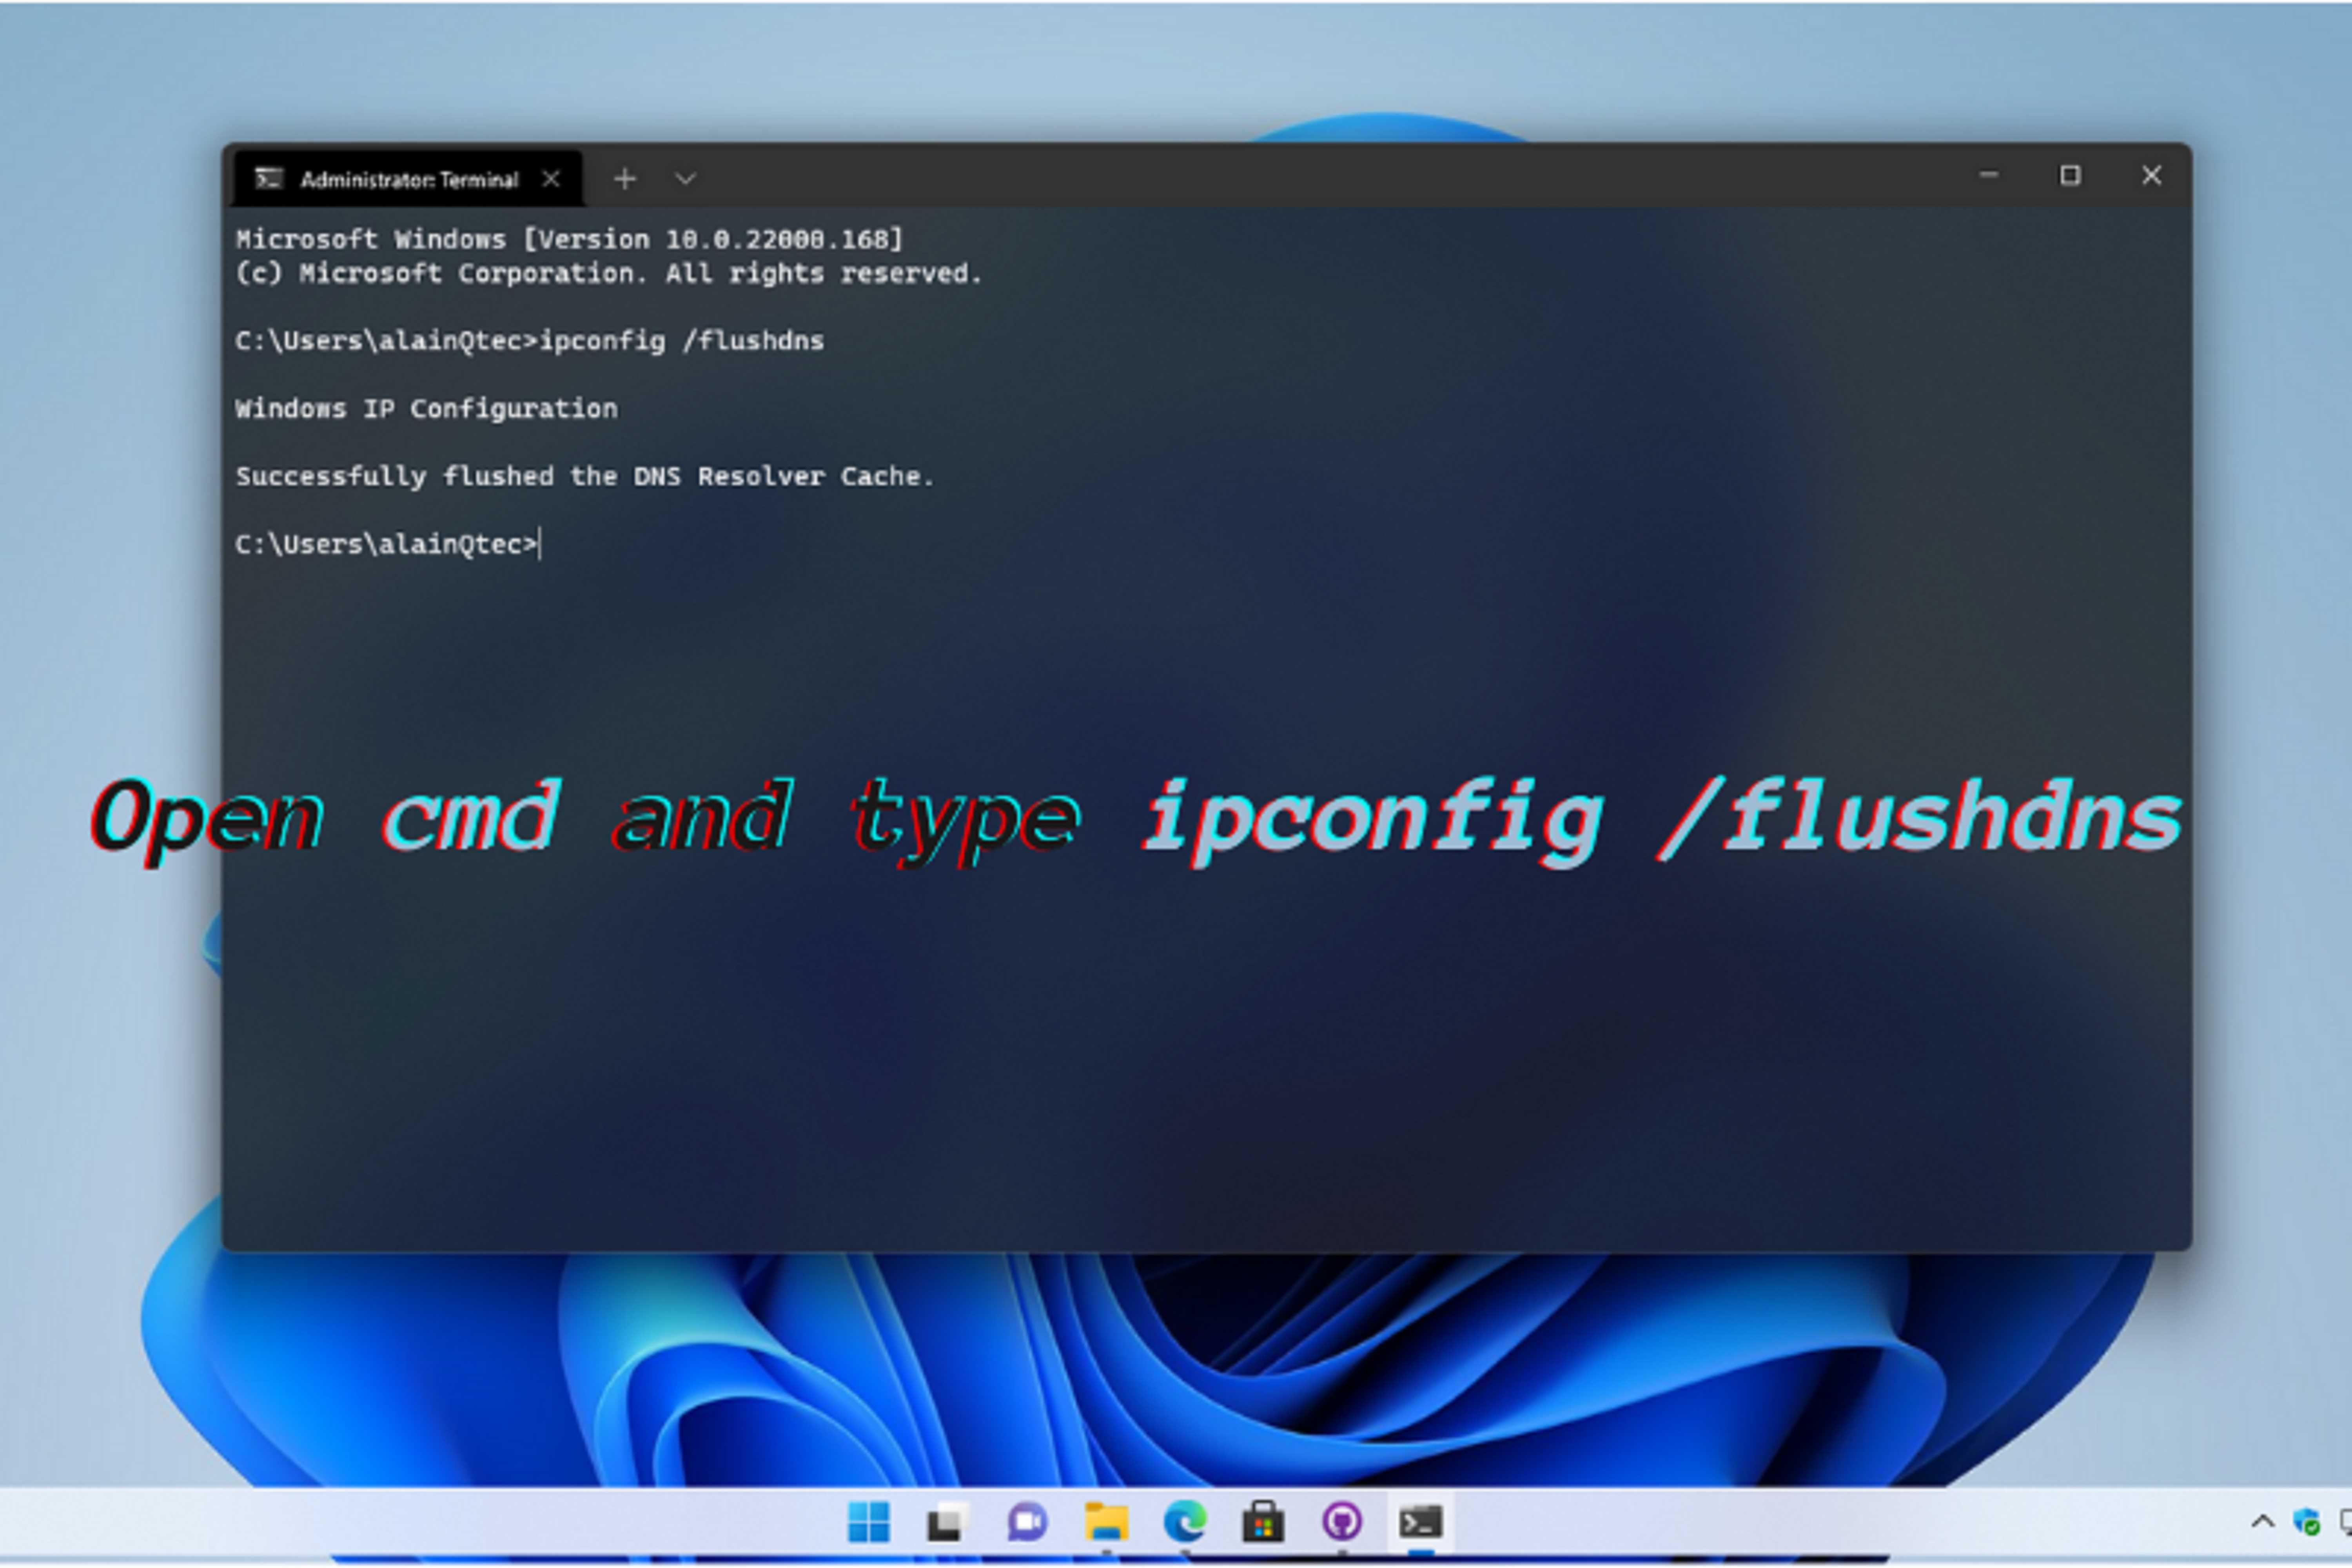 Administrator: Terminal
Microsoft Windows [Version 10.0.22000.168]
(c) Microsoft Corporation. All rights reserved.
C:\Users\alainQtec>ipconfig /flushdns
Windows IP Configuration
Successfully flushed the DNS Resolver Cache.
C:\Users\alainQtec>
Open cmd and type ipconfig /flushdns